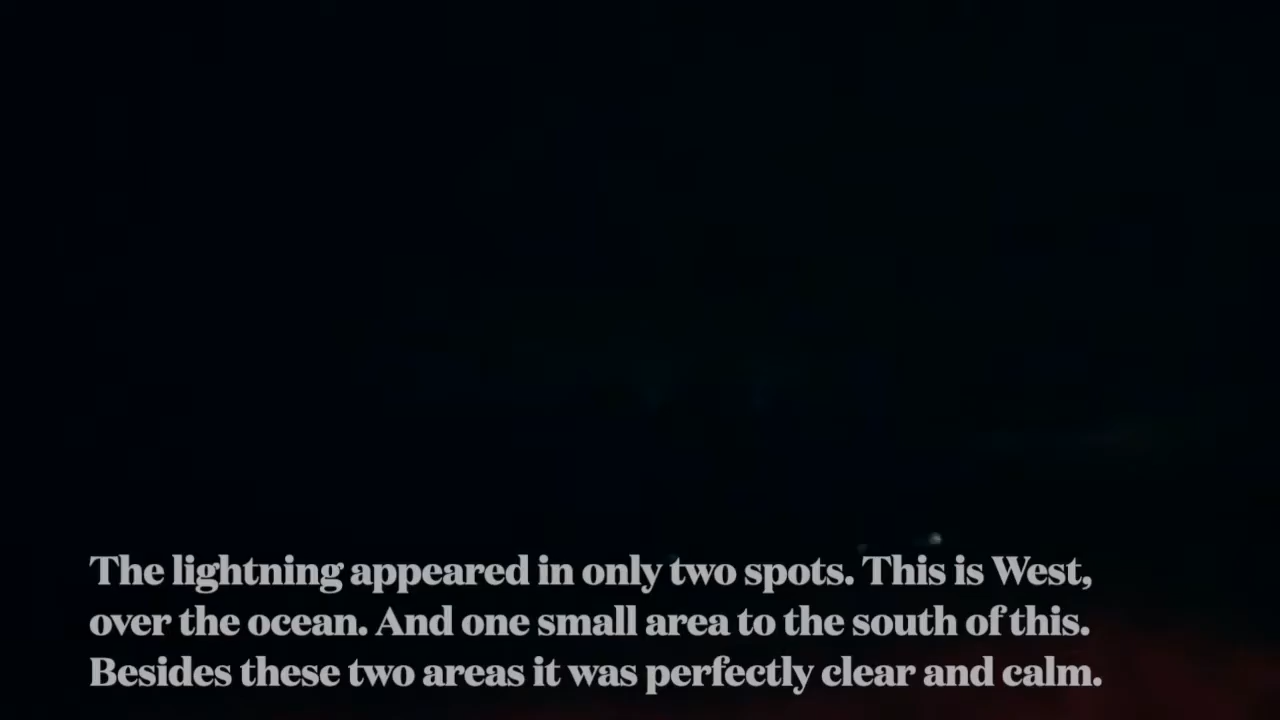 The lightning appeared in only two spots. This is West,
over the ocean. And one small area to the south of this.
Besides these two areas it was perfectly clear and calm.